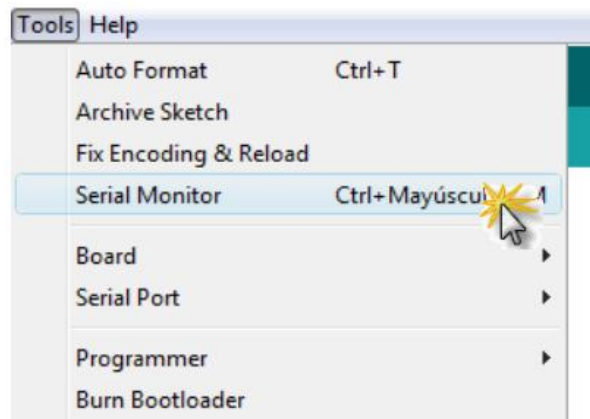 Tools Help
Auto Format Ctrl+T
Archive Sketch
Fix Encoding & Reload
Serial Monitor Ctrl+Mayúscul M
Board
Serial Port
Programmer
Burn Bootloader